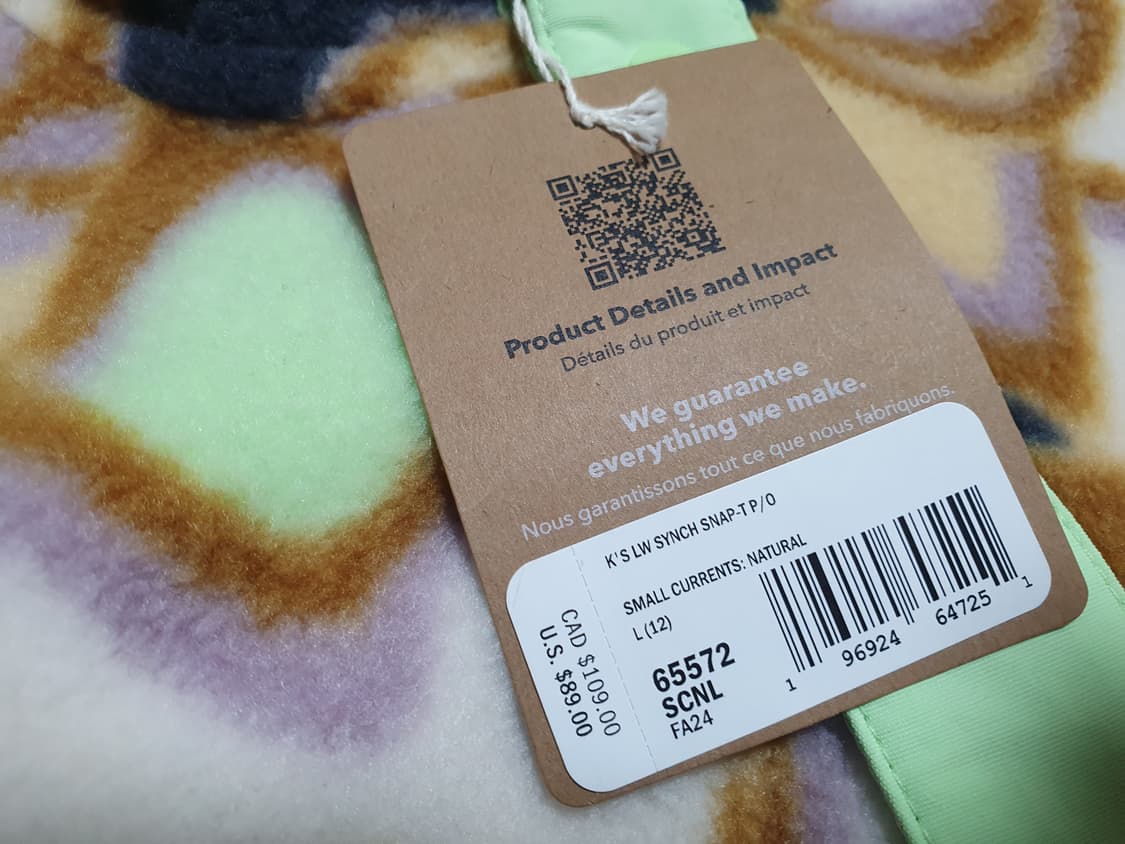 Product Details and Impact
Détails du produit et impact
We guarantee
everything we make.
Nous garantissons tout ce que nous fabriquons.
K'S LW SYNCH SNAP-T P/O
SMALL CURRENTS: NATURAL
L (12)
65572
SCNL
FA24
CAD $109.00
U.S. $89.00
1 96924 64725 1